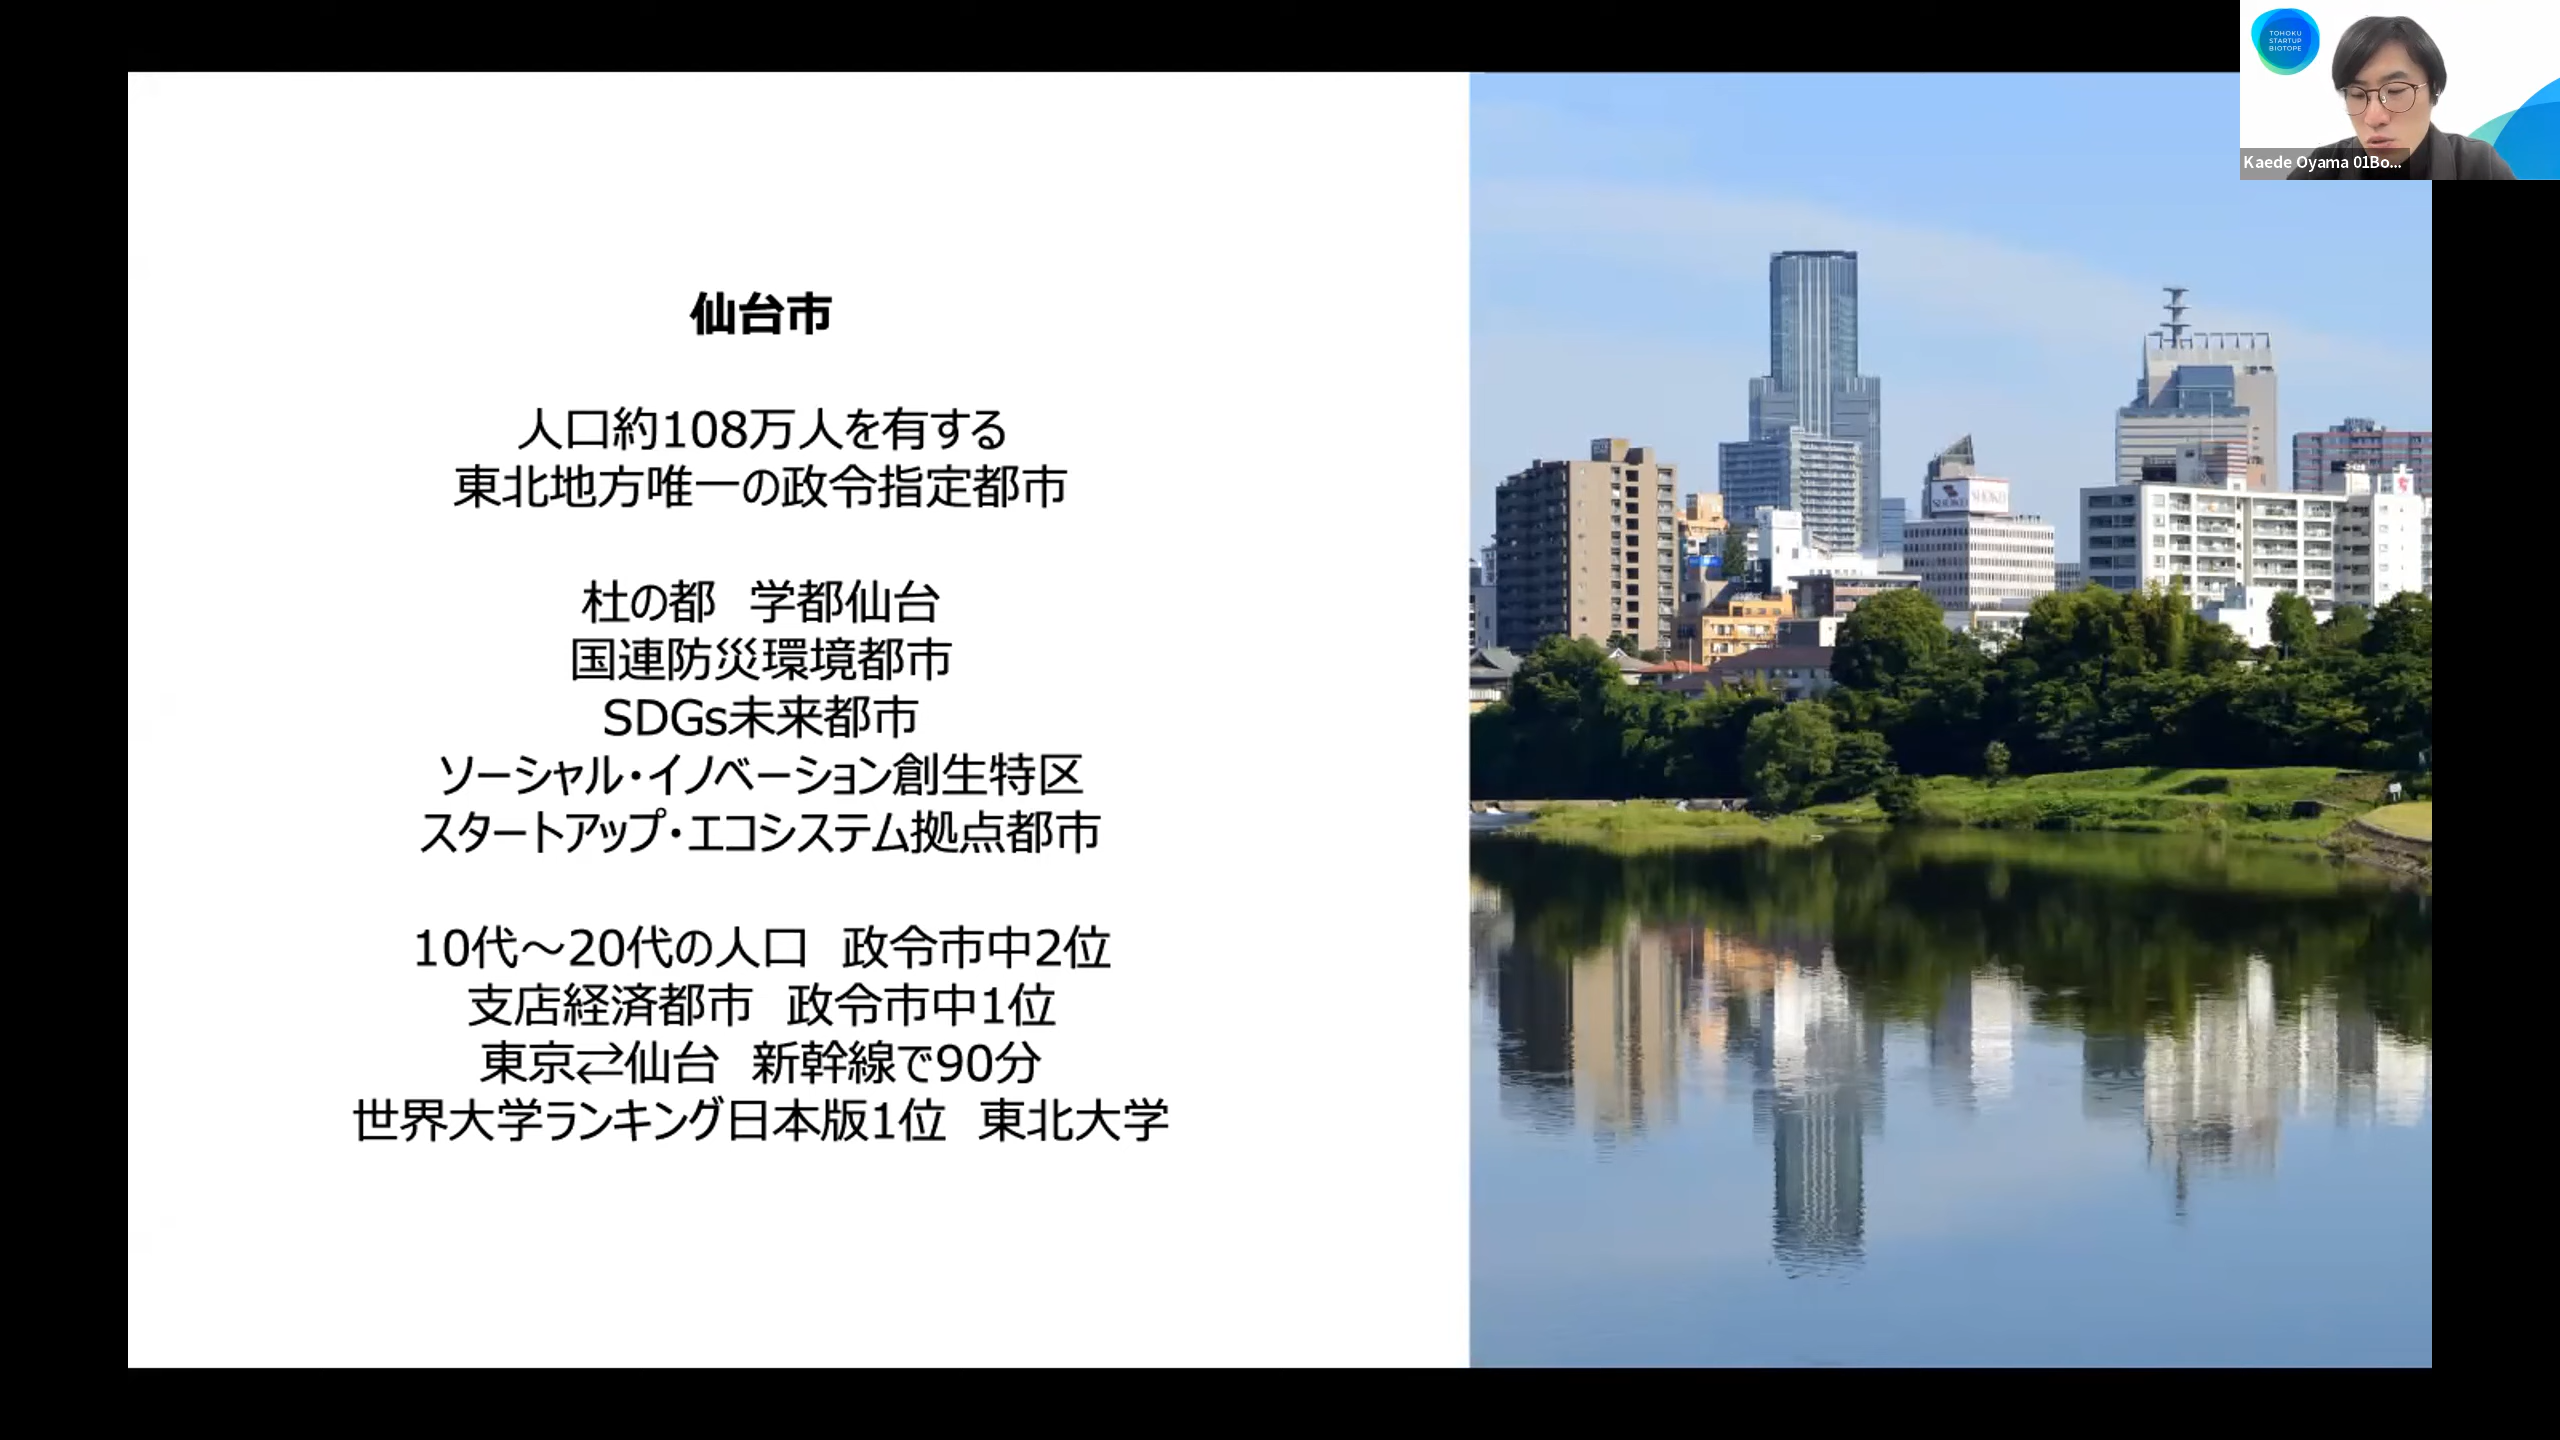 仙台市
人口約108万人を有する
東北地方唯一の政令指定都市
杜の都　学都仙台
国連防災環境都市
SDGs未来都市
ソーシャル・イノベーション創生特区
スタートアップ・エコシステム拠点都市
10代～20代の人口　政令市中2位
支店経済都市　政令市中1位
東京⇄仙台　新幹線で90分
世界大学ランキング日本版1位　東北大学
TOHOKU
STARTUP
BIOTOPE
Kaede Oyama 01Bo...